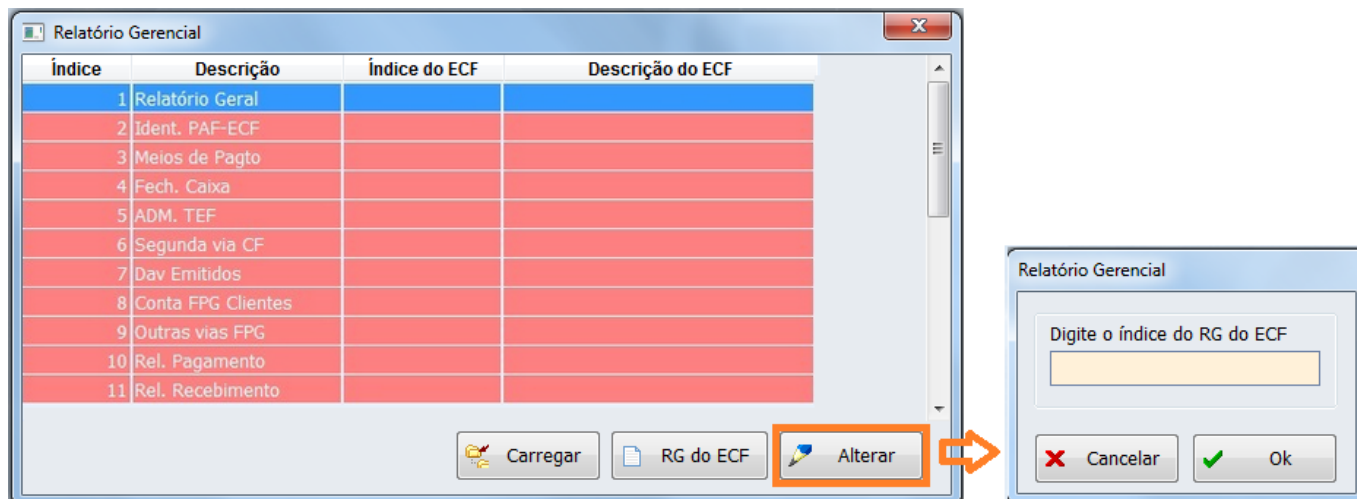 Relatório Gerencial
Índice Descrição Índice do ECF Descrição do ECF
1 Relatório Geral
2 Ident. PAF-ECF
3 Meios de Pagto
4 Fech. Caixa
5 ADM. TEF
6 Segunda via CF
7 Dav Emitidos
8 Conta FPG Clientes
9 Outras vias FPG
10 Rel. Pagamento
11 Rel. Recebimento
Carregar RG do ECF Alterar
Relatório Gerencial
Digite o índice do RG do ECF
Cancelar Ok